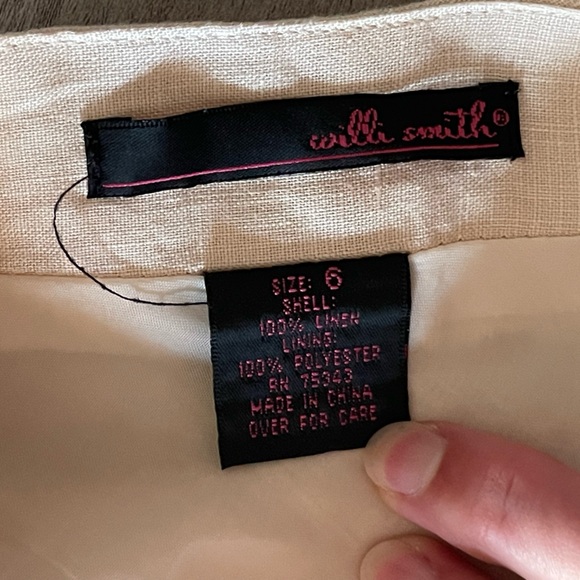 willi smith®
SIZE: 6
SHELL:
100% LINEN
LINING:
100% POLYESTER
RN 75343
MADE IN CHINA
OVER FOR CARE